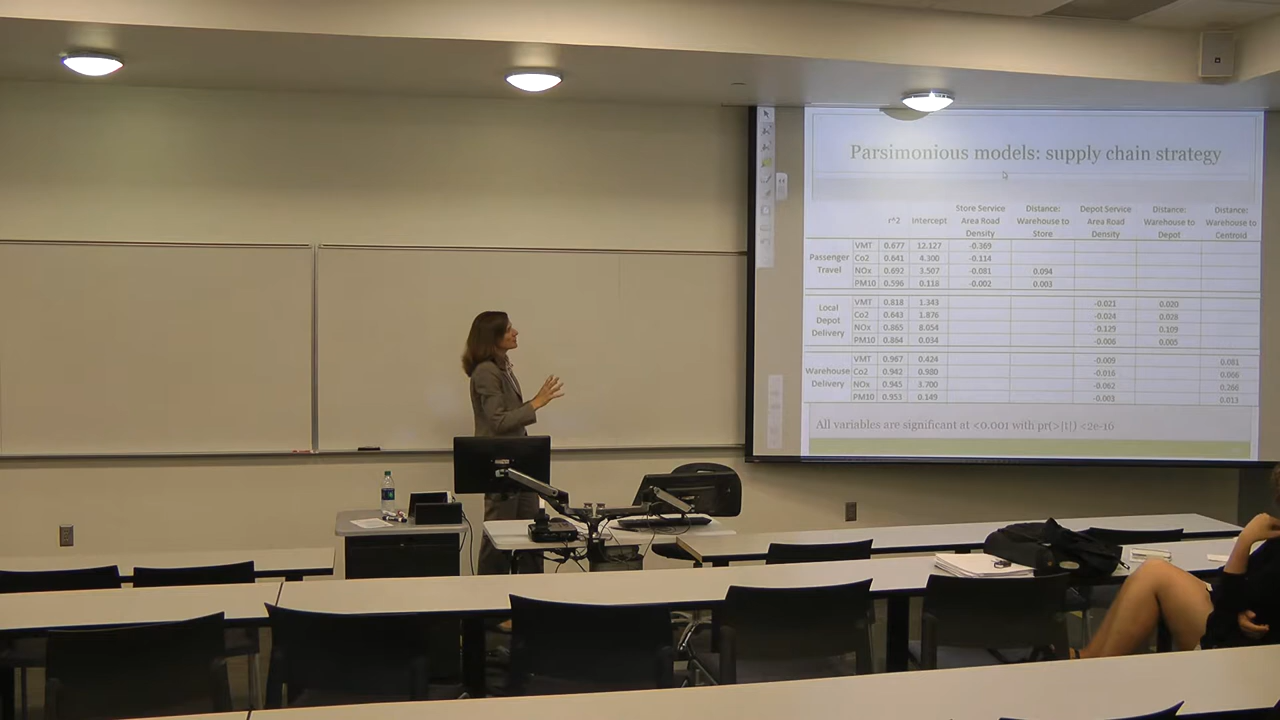 Parsimonious models: supply chain strategy
r^2 Intercept Store Service Area Road Density Distance: Warehouse to Store Depot Service Area Road Density Distance: Warehouse to Depot Distance: Warehouse to Centroid
Passenger Travel
VMT 0.677 12.127 -0.369
Co2 0.641 4.300 -0.114
NOx 0.692 3.507 -0.081 0.094
PM10 0.596 0.118 -0.002 0.003
Local Depot Delivery
VMT 0.818 1.343 -0.021 0.020
Co2 0.643 1.876 -0.024 0.028
NOx 0.865 8.054 -0.129 0.109
PM10 0.864 0.034 -0.006 0.005
Warehouse Delivery
VMT 0.967 0.424 -0.009 0.081
Co2 0.942 0.980 -0.016 0.066
NOx 0.945 3.700 -0.062 0.266
PM10 0.953 0.149 -0.003 0.013
All variables are significant at <0.001 with pr(>|1|) <2e-16